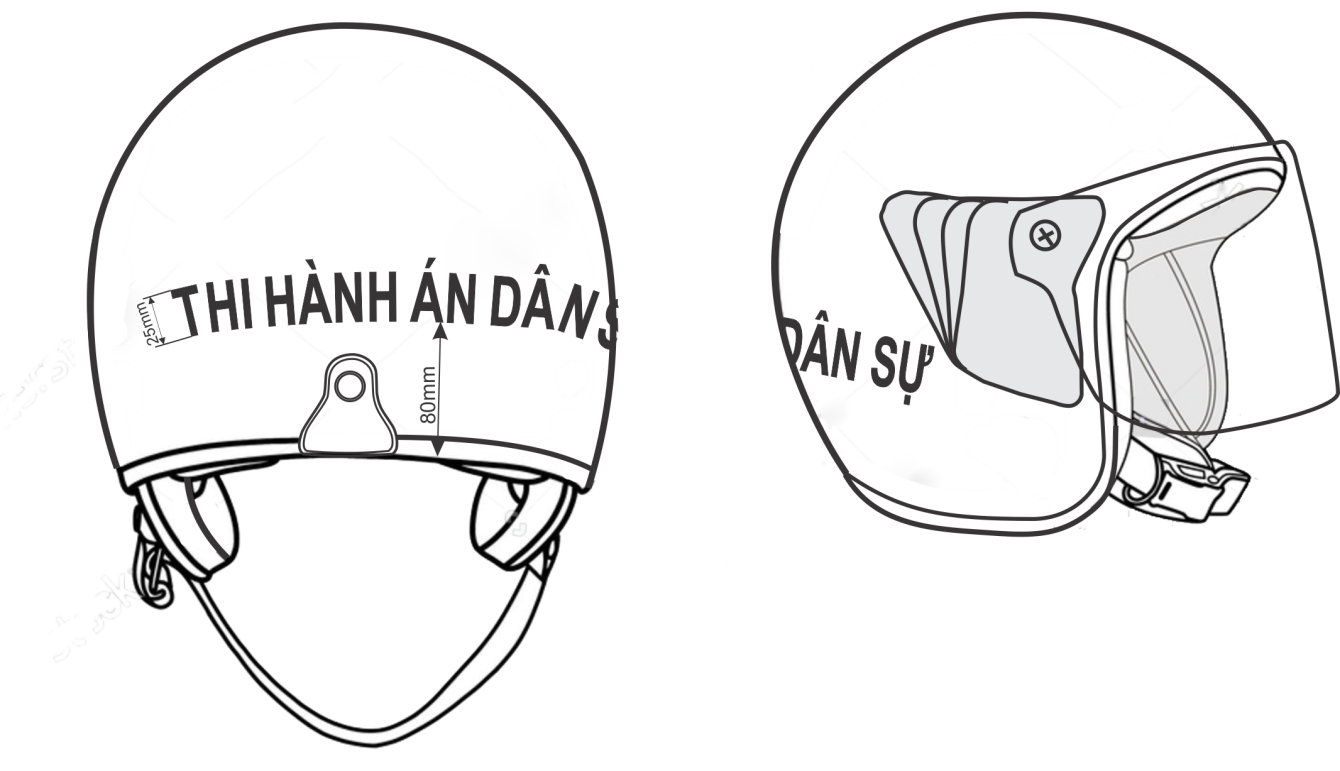 THI HÀNH ÁN DÂN S
25mm
80mm
DÂN SỰ